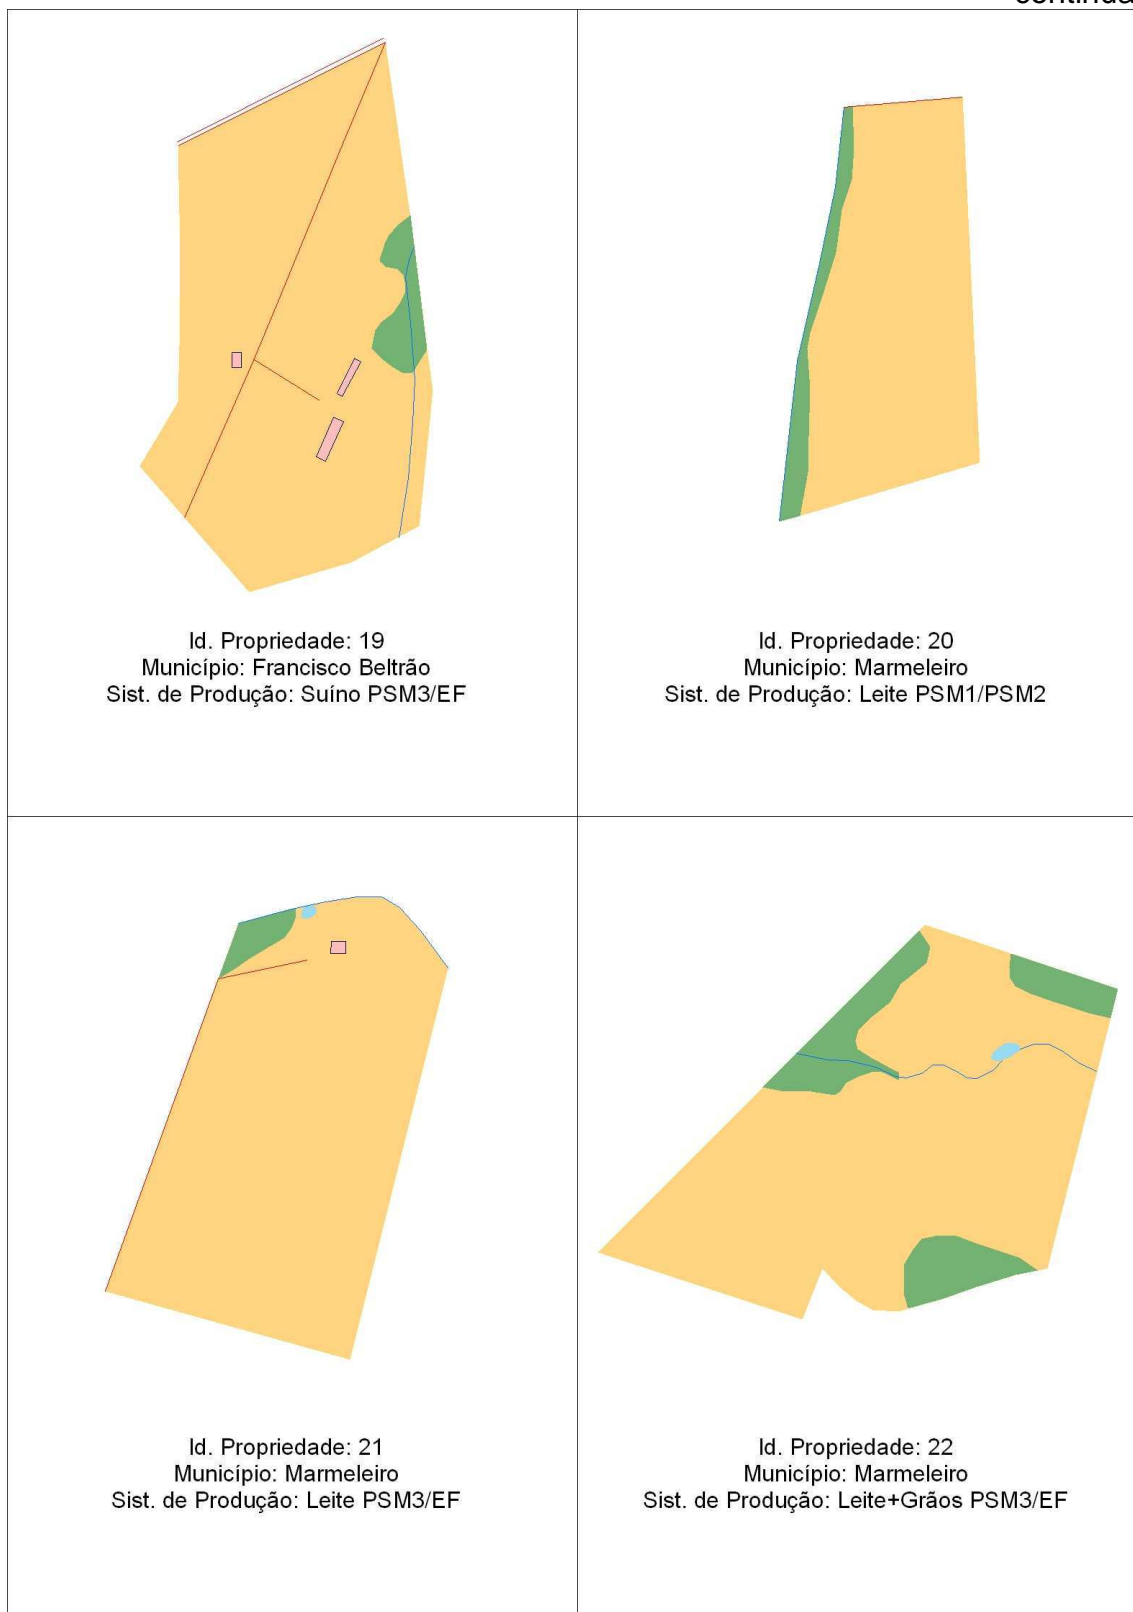 Id. Propriedade: 19
Município: Francisco Beltrão
Sist. de Produção: Suíno PSM3/EF
Id. Propriedade: 20
Município: Marmeleiro
Sist. de Produção: Leite PSM1/PSM2
Id. Propriedade: 21
Município: Marmeleiro
Sist. de Produção: Leite PSM3/EF
Id. Propriedade: 22
Município: Marmeleiro
Sist. de Produção: Leite+Grãos PSM3/EF